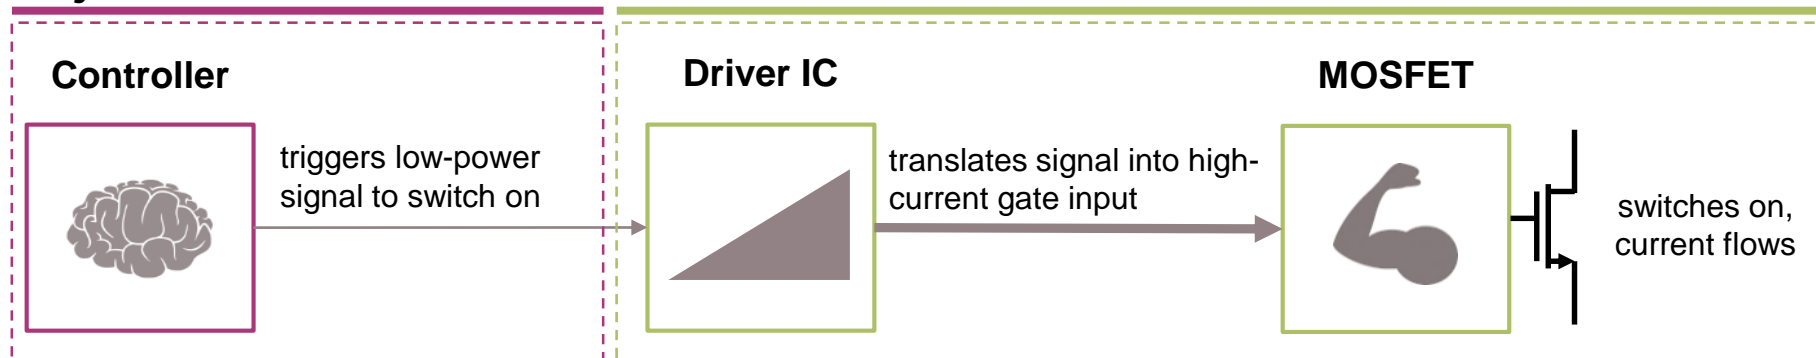 Controller
triggers low-power
signal to switch on
Driver IC
translates signal into high-
current gate input
MOSFET
switches on,
current flows